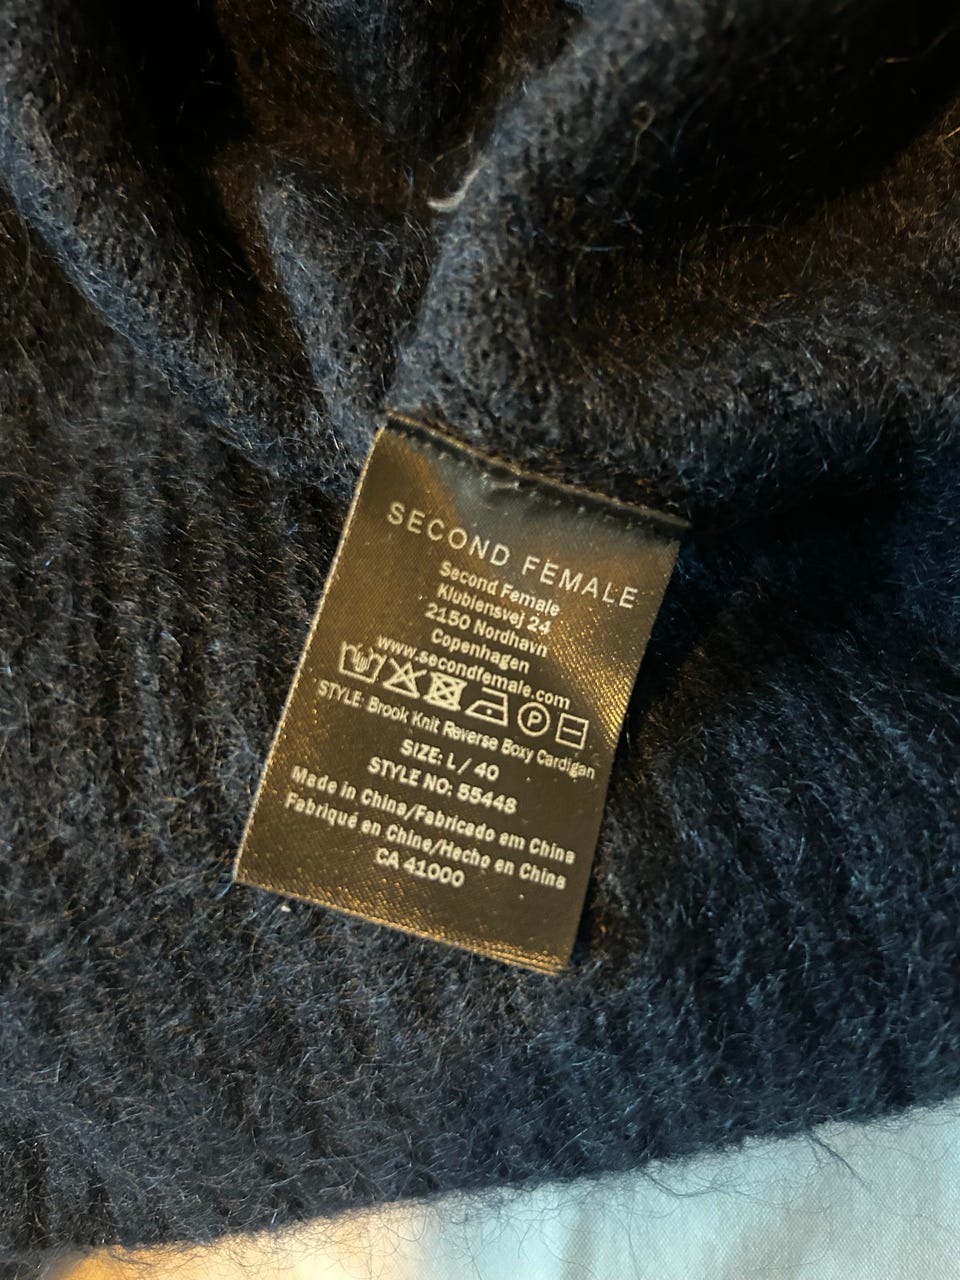 SECOND FEMALE
Second Female
Klubiensvej 24
2150 Nordhavn
Copenhagen
www.secondfemale.com
P
STYLE: Brook Knit Reverse Boxy Cardigan
SIZE: L / 40
STYLE NO: 55448
Made in China/Fabricado em China
Fabriqué en Chine/Hecho en China
CA 41000